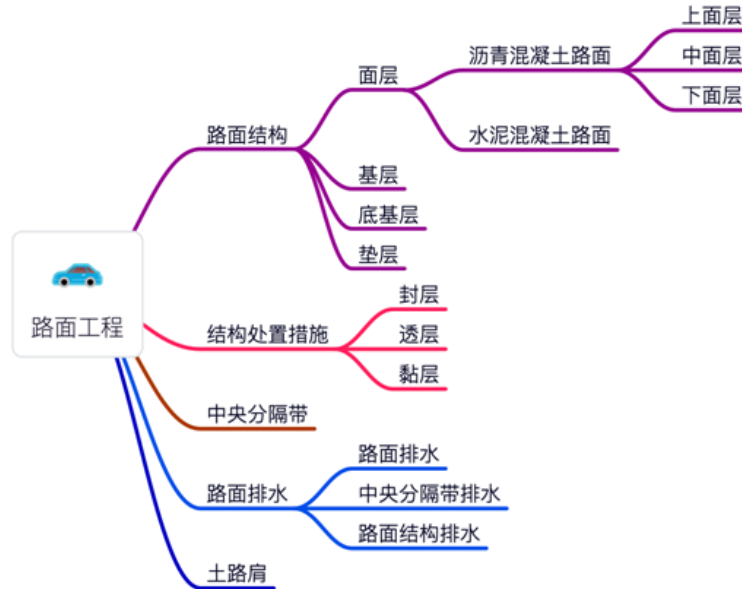 路面工程
路面结构
面层
沥青混凝土路面
上面层
中面层
下面层
水泥混凝土路面
基层
底基层
垫层
结构处置措施
封层
透层
黏层
中央分隔带
路面排水
路面排水
中央分隔带排水
路面结构排水
土路肩